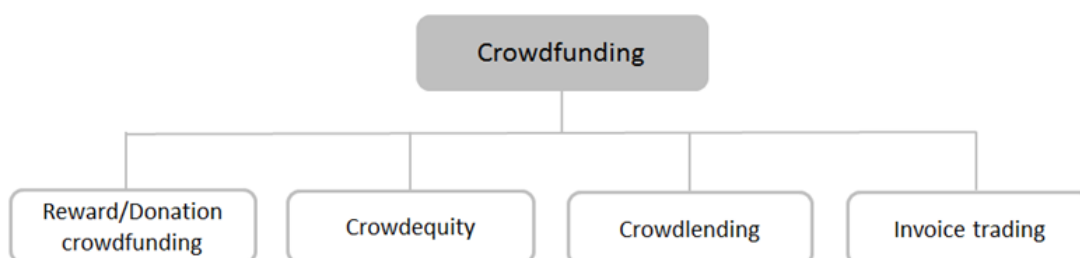 Crowdfunding
Reward/Donation
crowdfunding
Crowdequity
Crowdlending
Invoice trading